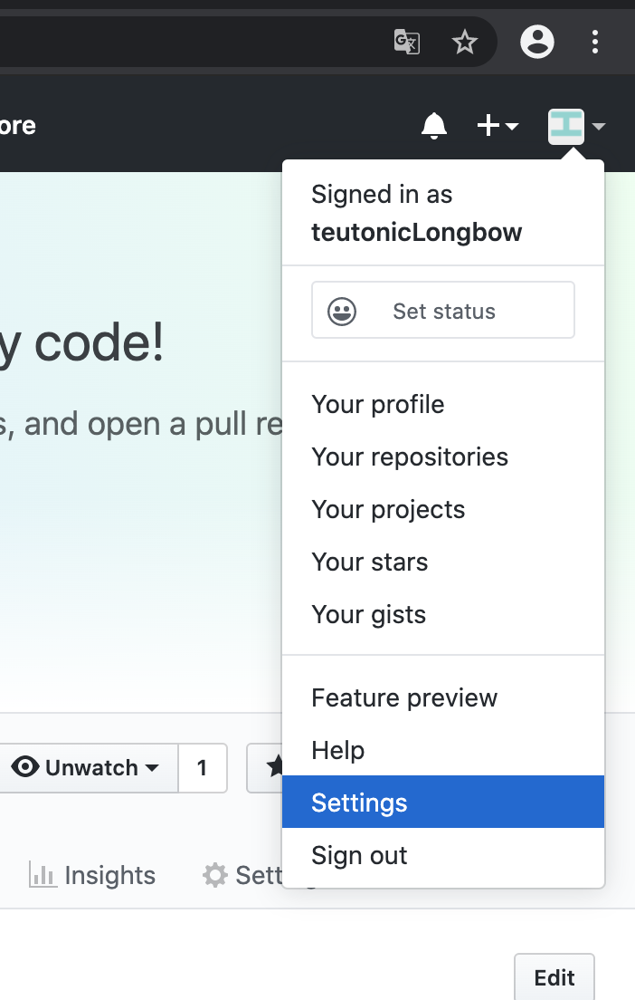 ore
Signed in as
teutonicLongbow
Set status
y code!
s, and open a pull re
Your profile
Your repositories
Your projects
Your stars
Your gists
Feature preview
Help
Unwatch
1
Settings
Sign out
Insights
Sett
Edit